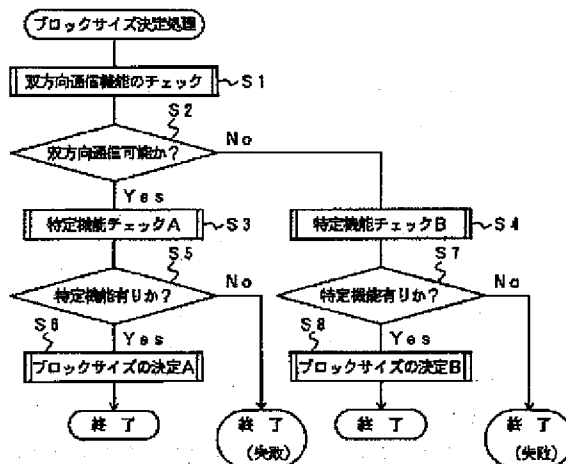 ブロックサイズ決定処理
双方向通信機能のチェック S1
S2
双方向通信可能か? No
Yes
特定機能チェックA S3 特定機能チェックB S4
S5 S7
特定機能有りか? No 特定機能有りか? No
S6 Yes S8 Yes
ブロックサイズの決定A ブロックサイズの決定B
終了 終了 終了 終了
(失敗) (失敗)